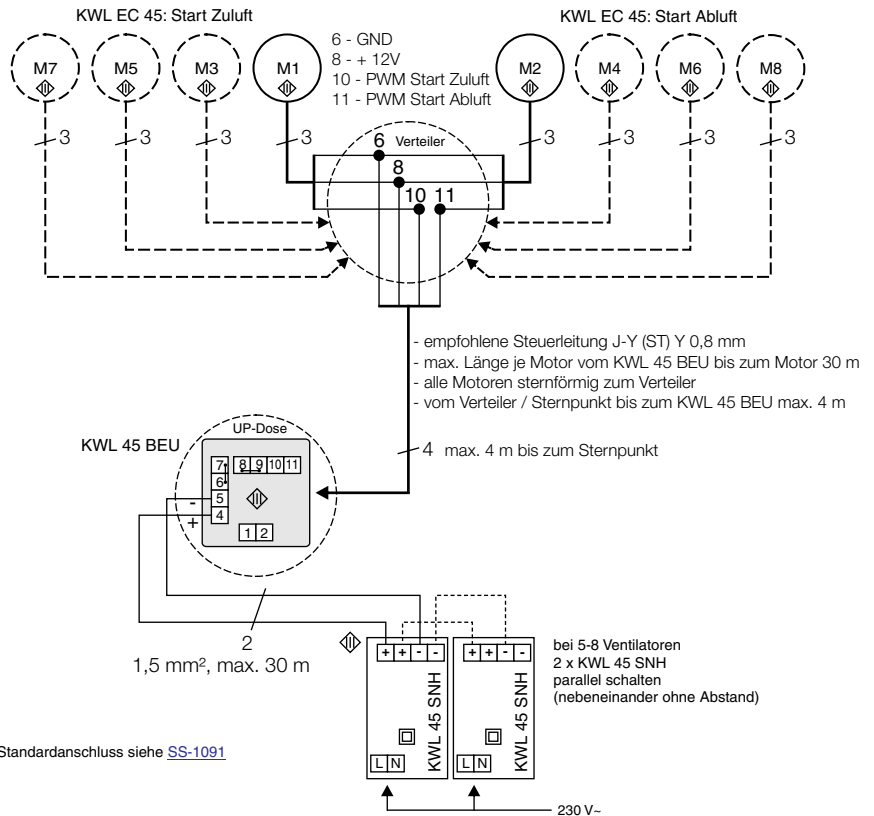 KWL EC 45: Start Zuluft
KWL EC 45: Start Abluft
M7
M5
M3
M1
6 - GND
8 - + 12V
10 - PWM Start Zuluft
11 - PWM Start Abluft
M2
M4
M6
M8
3
3
3
3
3
3
3
3
6
Verteiler
8
10
11
- empfohlene Steuerleitung J-Y (ST) Y 0,8 mm
- max. Länge je Motor vom KWL 45 BEU bis zum Motor 30 m
- alle Motoren sternförmig zum Verteiler
- vom Verteiler / Sternpunkt bis zum KWL 45 BEU max. 4 m
4 max. 4 m bis zum Sternpunkt
KWL 45 BEU
UP-Dose
7
8 9 10 11
6
5
4
-
+
1 2
2
1,5 mm², max. 30 m
+ + - -
+ + - -
KWL 45 SNH
KWL 45 SNH
L N
L N
bei 5-8 Ventilatoren
2 x KWL 45 SNH
parallel schalten
(nebeneinander ohne Abstand)
Standardanschluss siehe SS-1091
230 V~